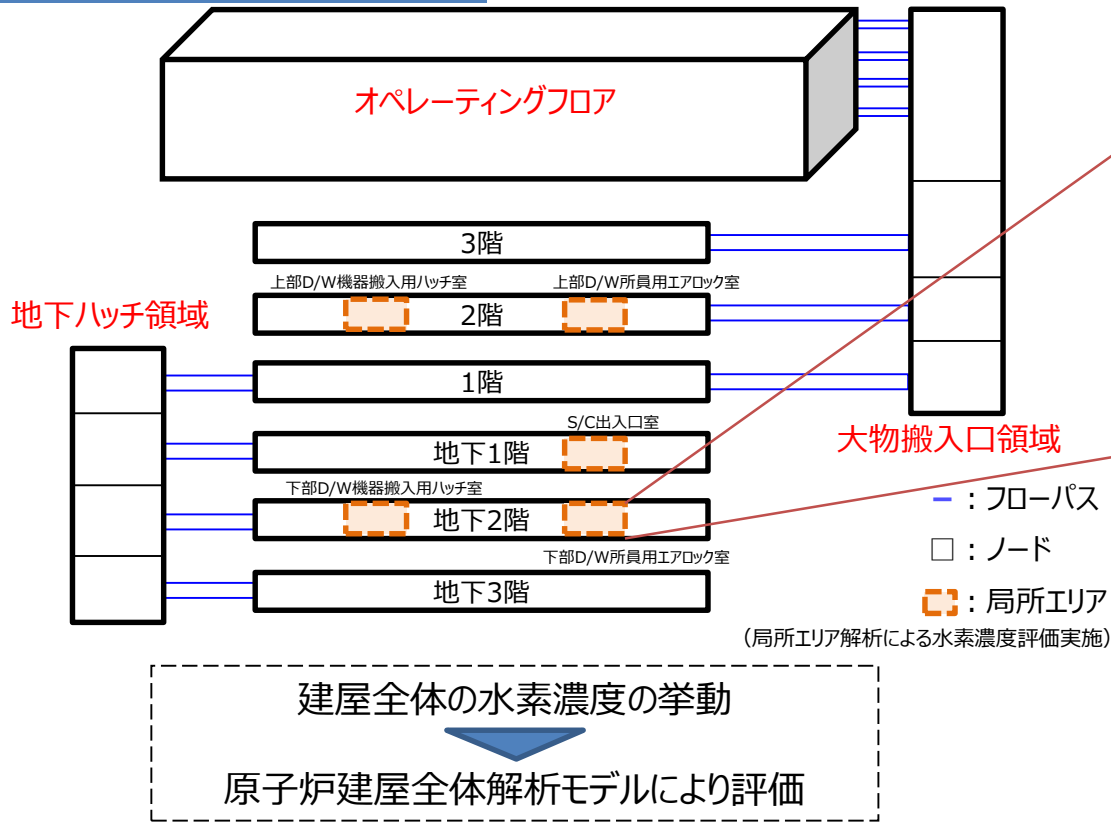 オペレーティングフロア
3階
上部D/W機器搬入用ハッチ室
上部D/W所員用エアロック室
2階
地下ハッチ領域
1階
S/C出入口室
地下1階
大物搬入口領域
下部D/W機器搬入用ハッチ室
地下2階
下部D/W所員用エアロック室
地下3階
：フローパス
：ノード
：局所エリア
（局所エリア解析による水素濃度評価実施）
建屋全体の水素濃度の挙動
原子炉建屋全体解析モデルにより評価